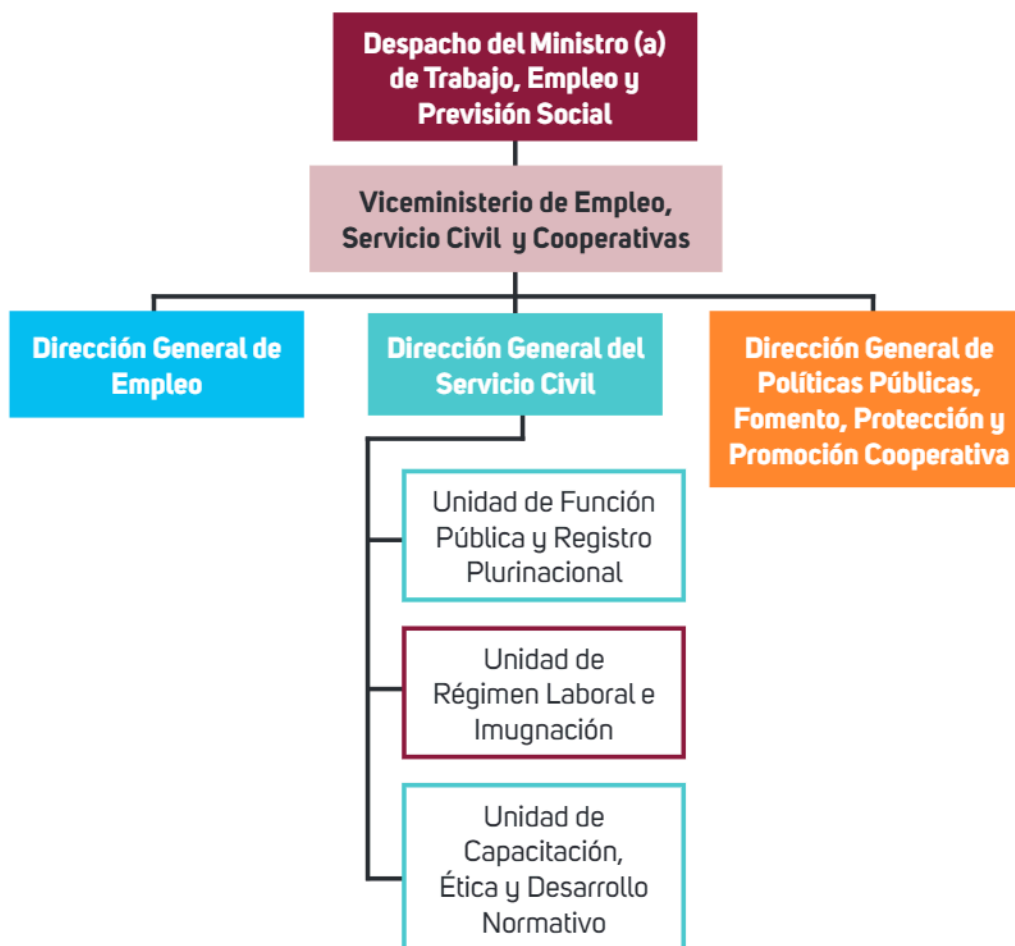 Despacho del Ministro (a)
de Trabajo, Empleo y
Previsión Social
Viceministerio de Empleo,
Servicio Civil y Cooperativas
Dirección General de
Empleo
Dirección General del
Servicio Civil
Dirección General de
Políticas Públicas,
Fomento, Protección y
Promoción Cooperativa
Unidad de Función
Pública y Registro
Plurinacional
Unidad de
Régimen Laboral e
Imugnación
Unidad de
Capacitación,
Ética y Desarrollo
Normativo